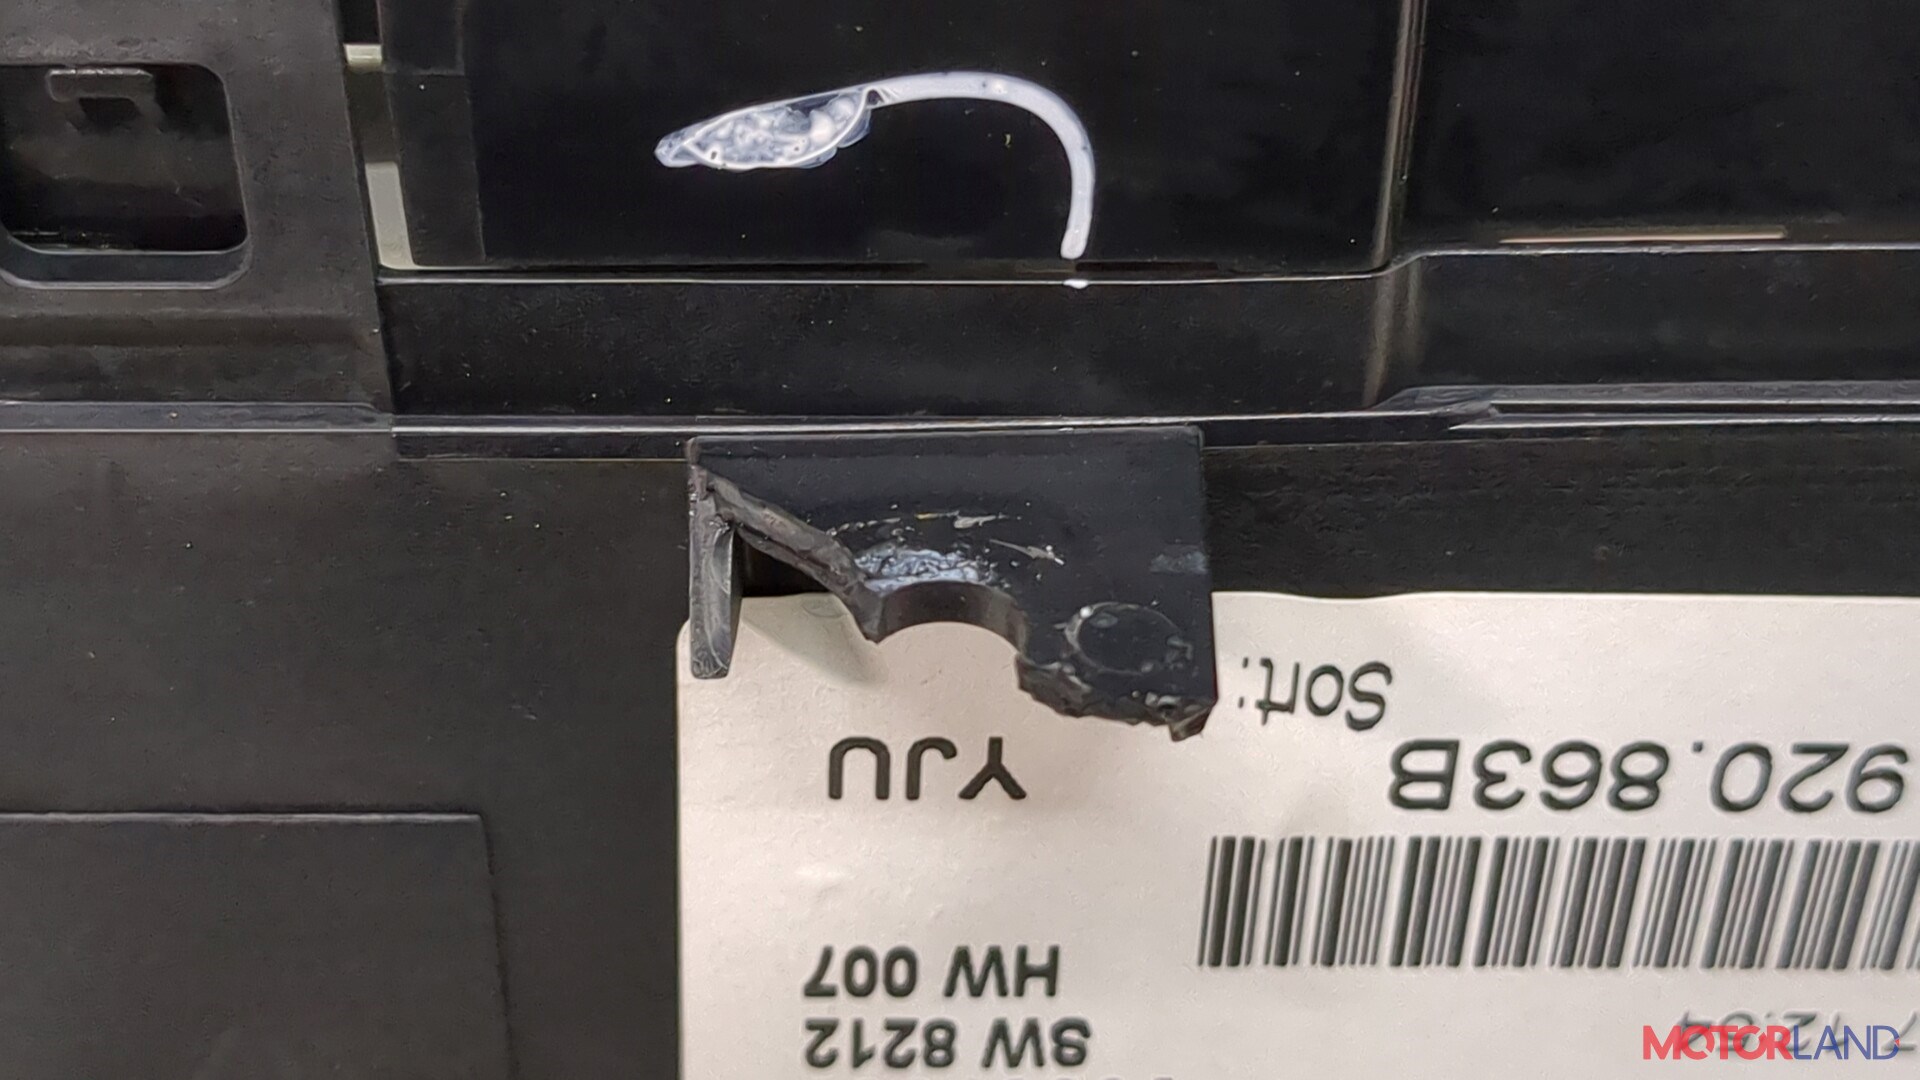 SW 8212
HW 007
920.863B YJU
Sort:
MOTORLAND